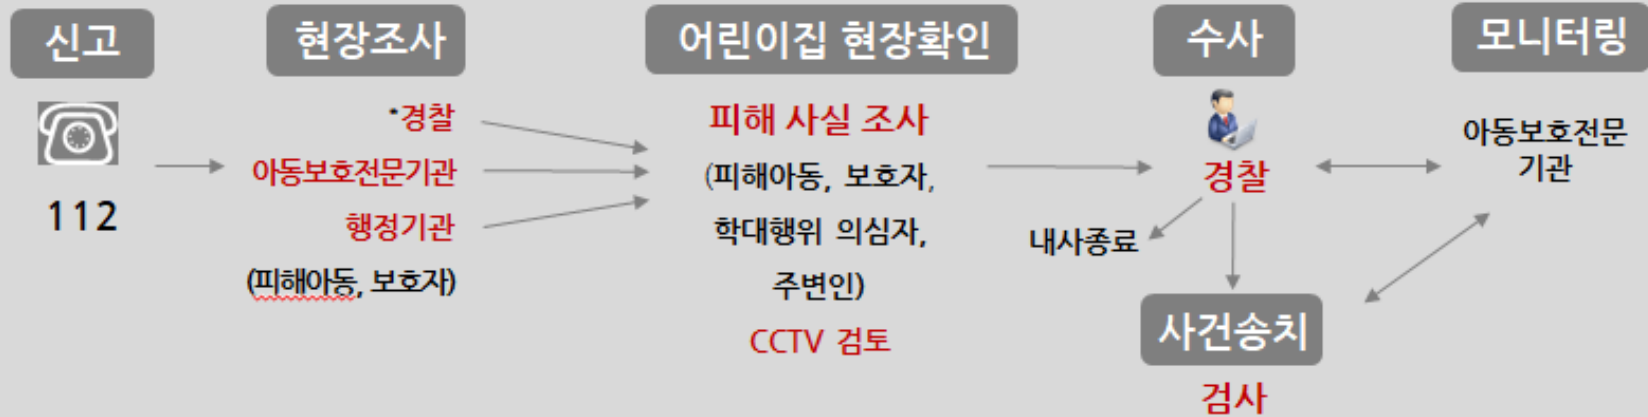 신고
112
현장조사
*경찰
아동보호전문기관
행정기관
(피해아동, 보호자)
어린이집 현장확인
피해 사실 조사
(피해아동, 보호자,
학대행위 의심자,
주변인)
CCTV 검토
수사
경찰
내사종료
사건송치
검사
모니터링
아동보호전문
기관